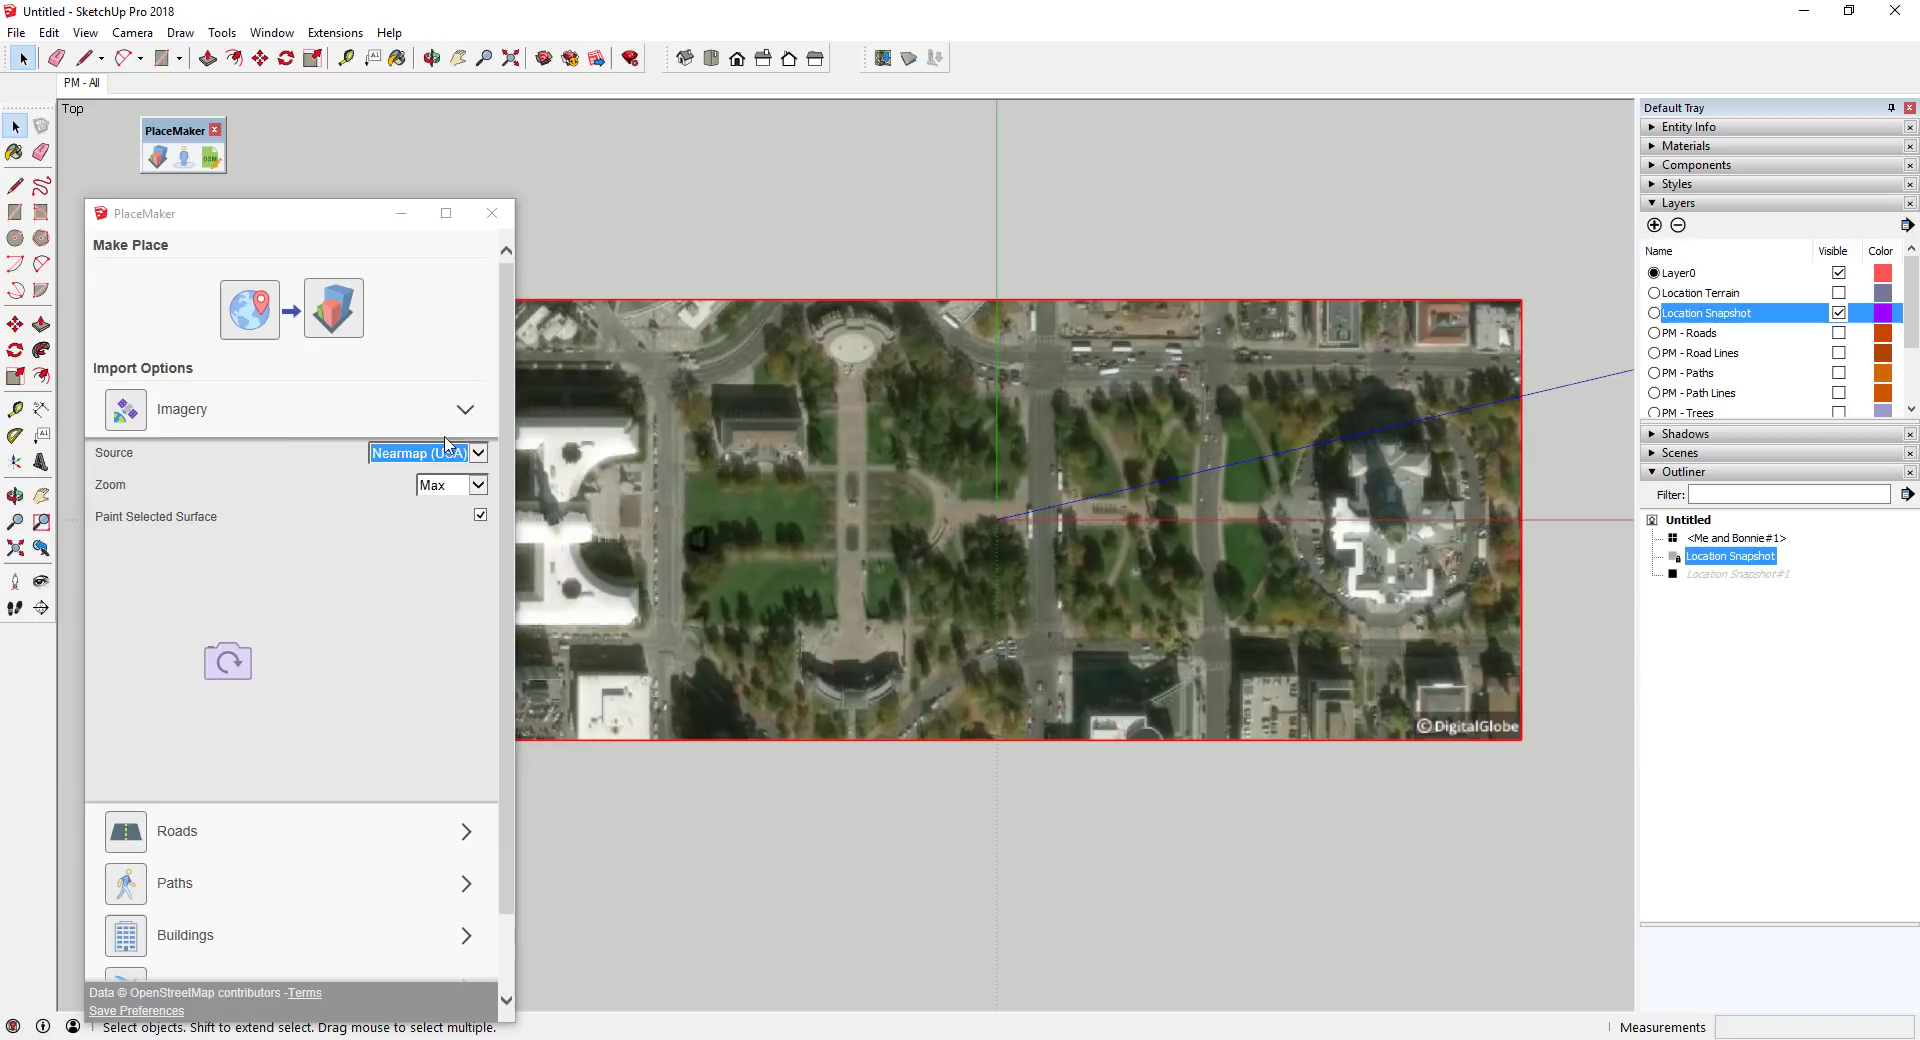 Untitled - SketchUp Pro 2018
File Edit View Camera Draw Tools Window Extensions Help
PM - All
Top
PlaceMaker
OSM
PlaceMaker
Make Place
Import Options
Imagery
Source Nearmap (USA)
Zoom Max
Paint Selected Surface
Roads
Paths
Buildings
Data © OpenStreetMap contributors -Terms
Save Preferences
© DigitalGlobe
Default Tray
Entity Info
Materials
Components
Styles
Layers
Name Visible Color
Layer0
Location Terrain
Location Snapshot
PM - Roads
PM - Road Lines
PM - Paths
PM - Path Lines
PM - Trees
Shadows
Scenes
Outliner
Filter:
Untitled
<Me and Bonnie#1>
Location Snapshot
Location Snapshot#1
Select objects. Shift to extend select. Drag mouse to select multiple.
Measurements